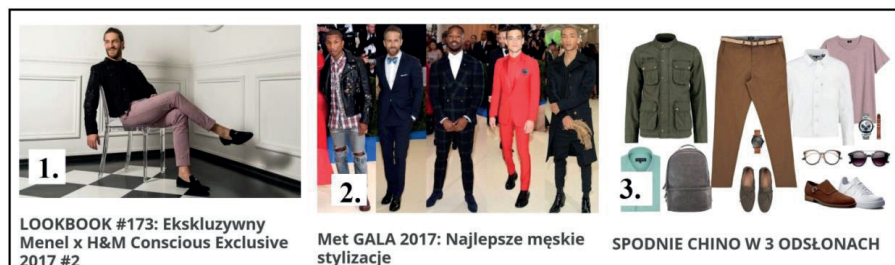 1.
LOOKBOOK #173: Ekskluzywny
Menel x H&M Conscious Exclusive
2017 #2
2.
Met GALA 2017: Najlepsze męskie
stylizacje
3.
SPODNIE CHINO W 3 ODSŁONACH